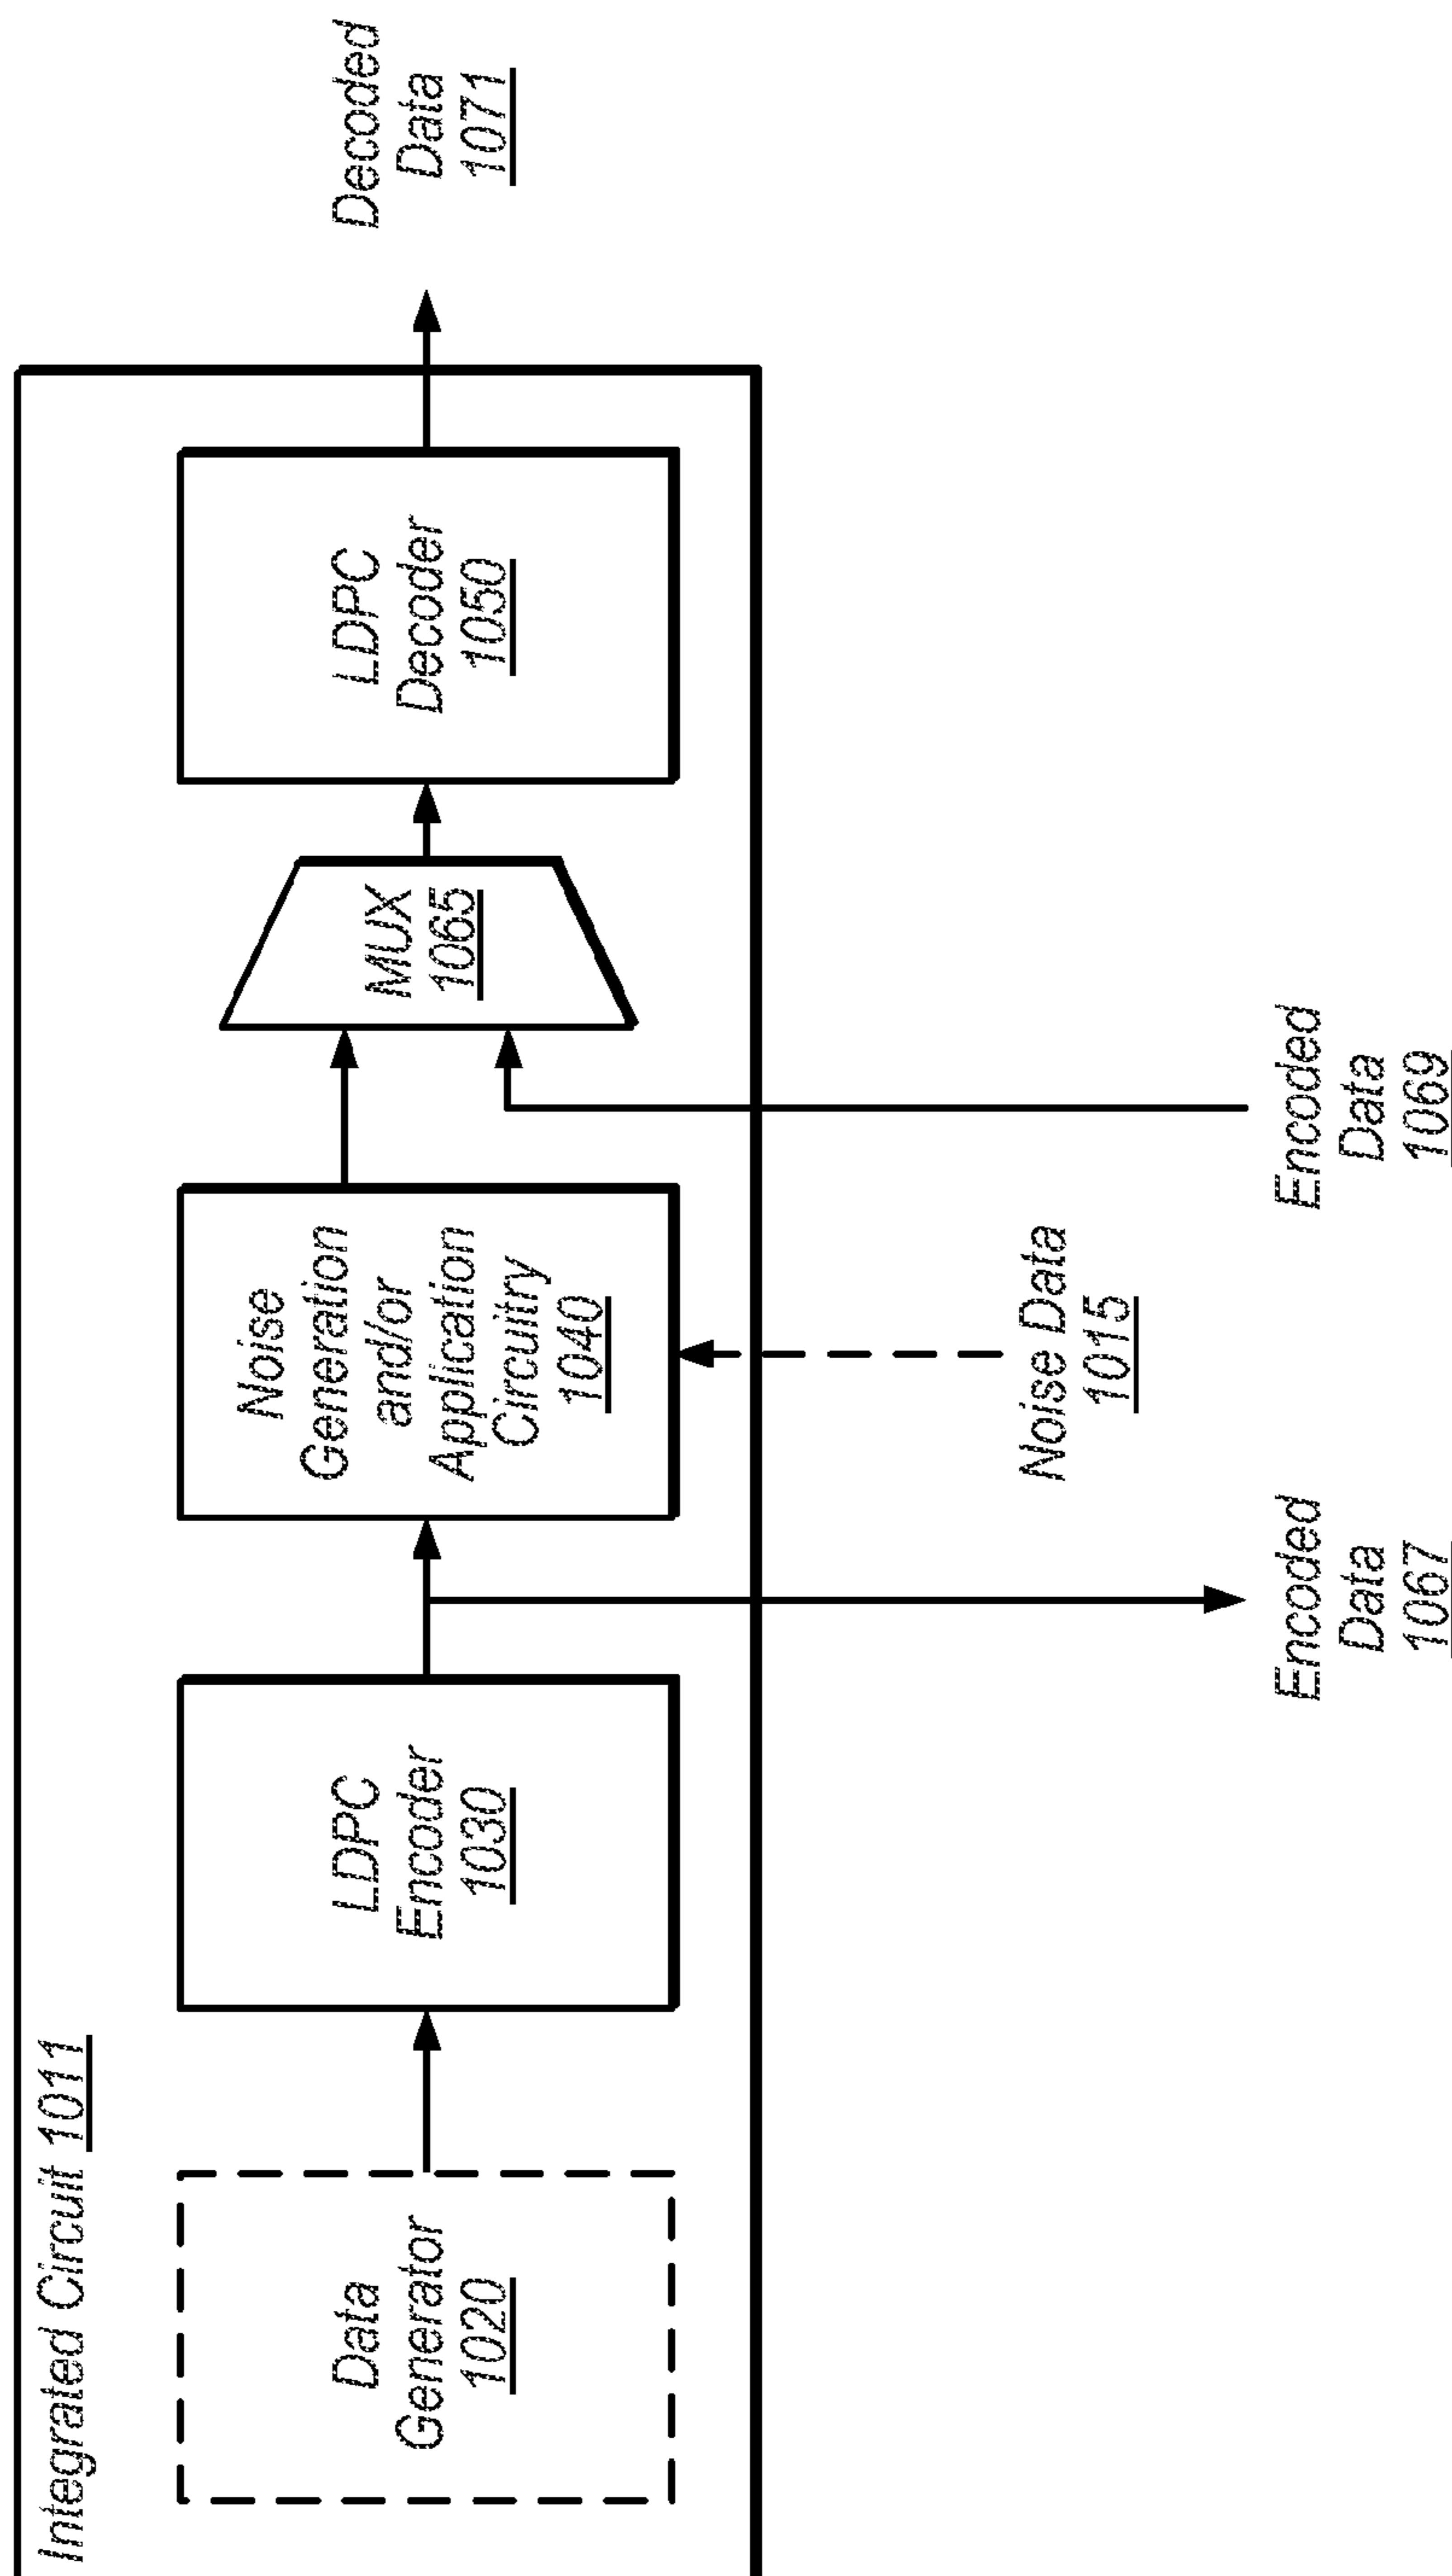 Integrated Circuit 1011
Data
Generator
1020
LDPC
Encoder
1030
Noise
Generation
and/or
Application
Circuitry
1040
MUX
1065
LDPC
Decoder
1050
Decoded
Data
1071
Encoded
Data
1067
Noise Data
1015
Encoded
Data
1069